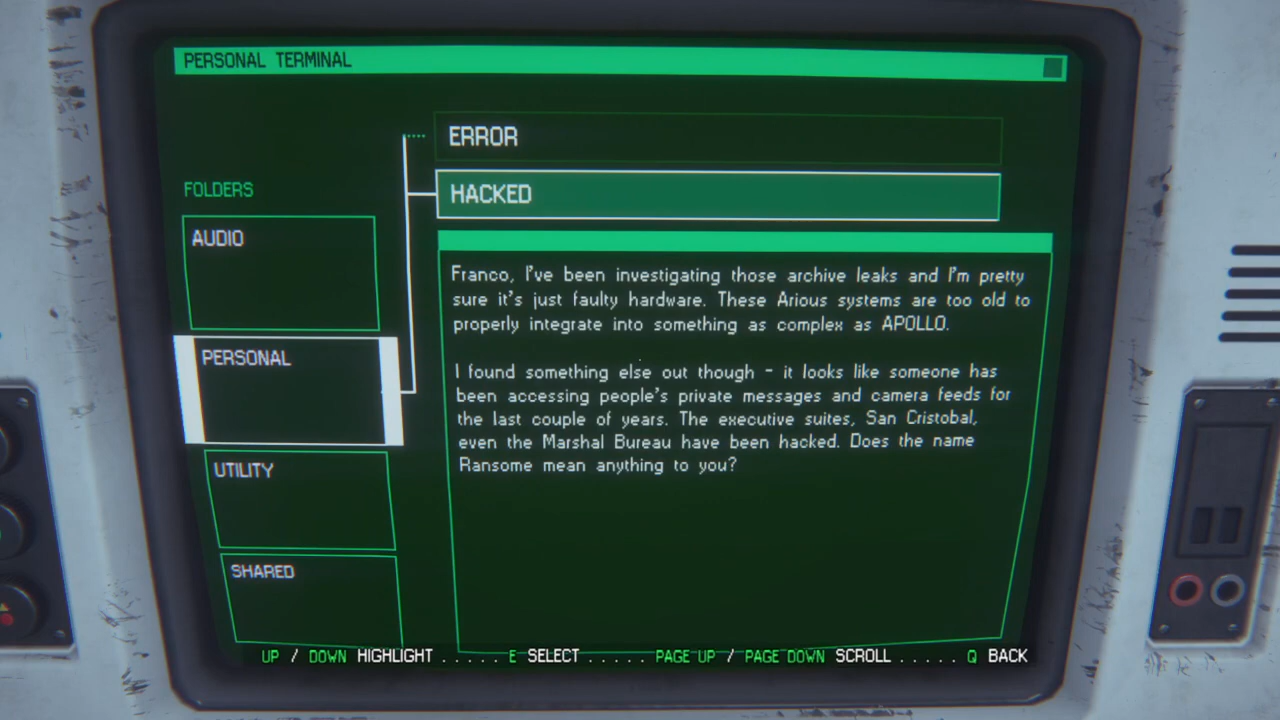 PERSONAL TERMINAL
ERROR
HACKED
FOLDERS
AUDIO
PERSONAL
UTILITY
SHARED
Franco, I've been investigating those archive leaks and I'm pretty
sure it's just faulty hardware. These Arious systems are too old to
properly integrate into something as complex as APOLLO.
I found something else out though - it looks like someone has
been accessing people's private messages and camera feeds for
the last couple of years. The executive suites, San Cristobal,
even the Marshal Bureau have been hacked. Does the name
Ransome mean anything to you?
UP / DOWN HIGHLIGHT ..... E SELECT ..... PAGE UP / PAGE DOWN SCROLL ..... Q BACK